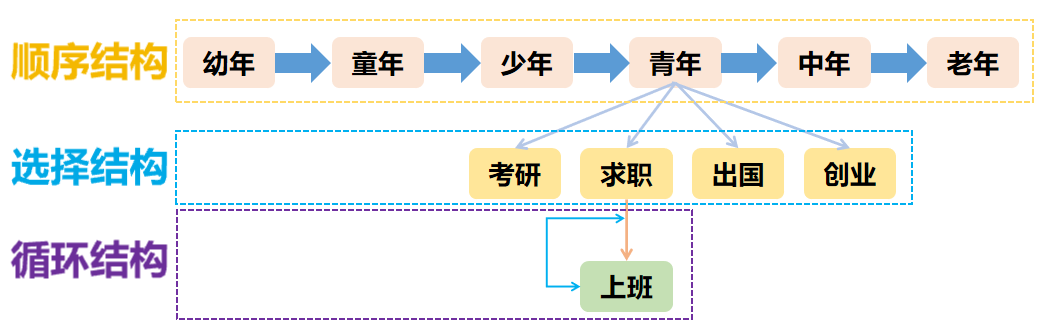 顺序结构 幼年 童年 少年 青年 中年 老年
选择结构 考研 求职 出国 创业
循环结构 上班